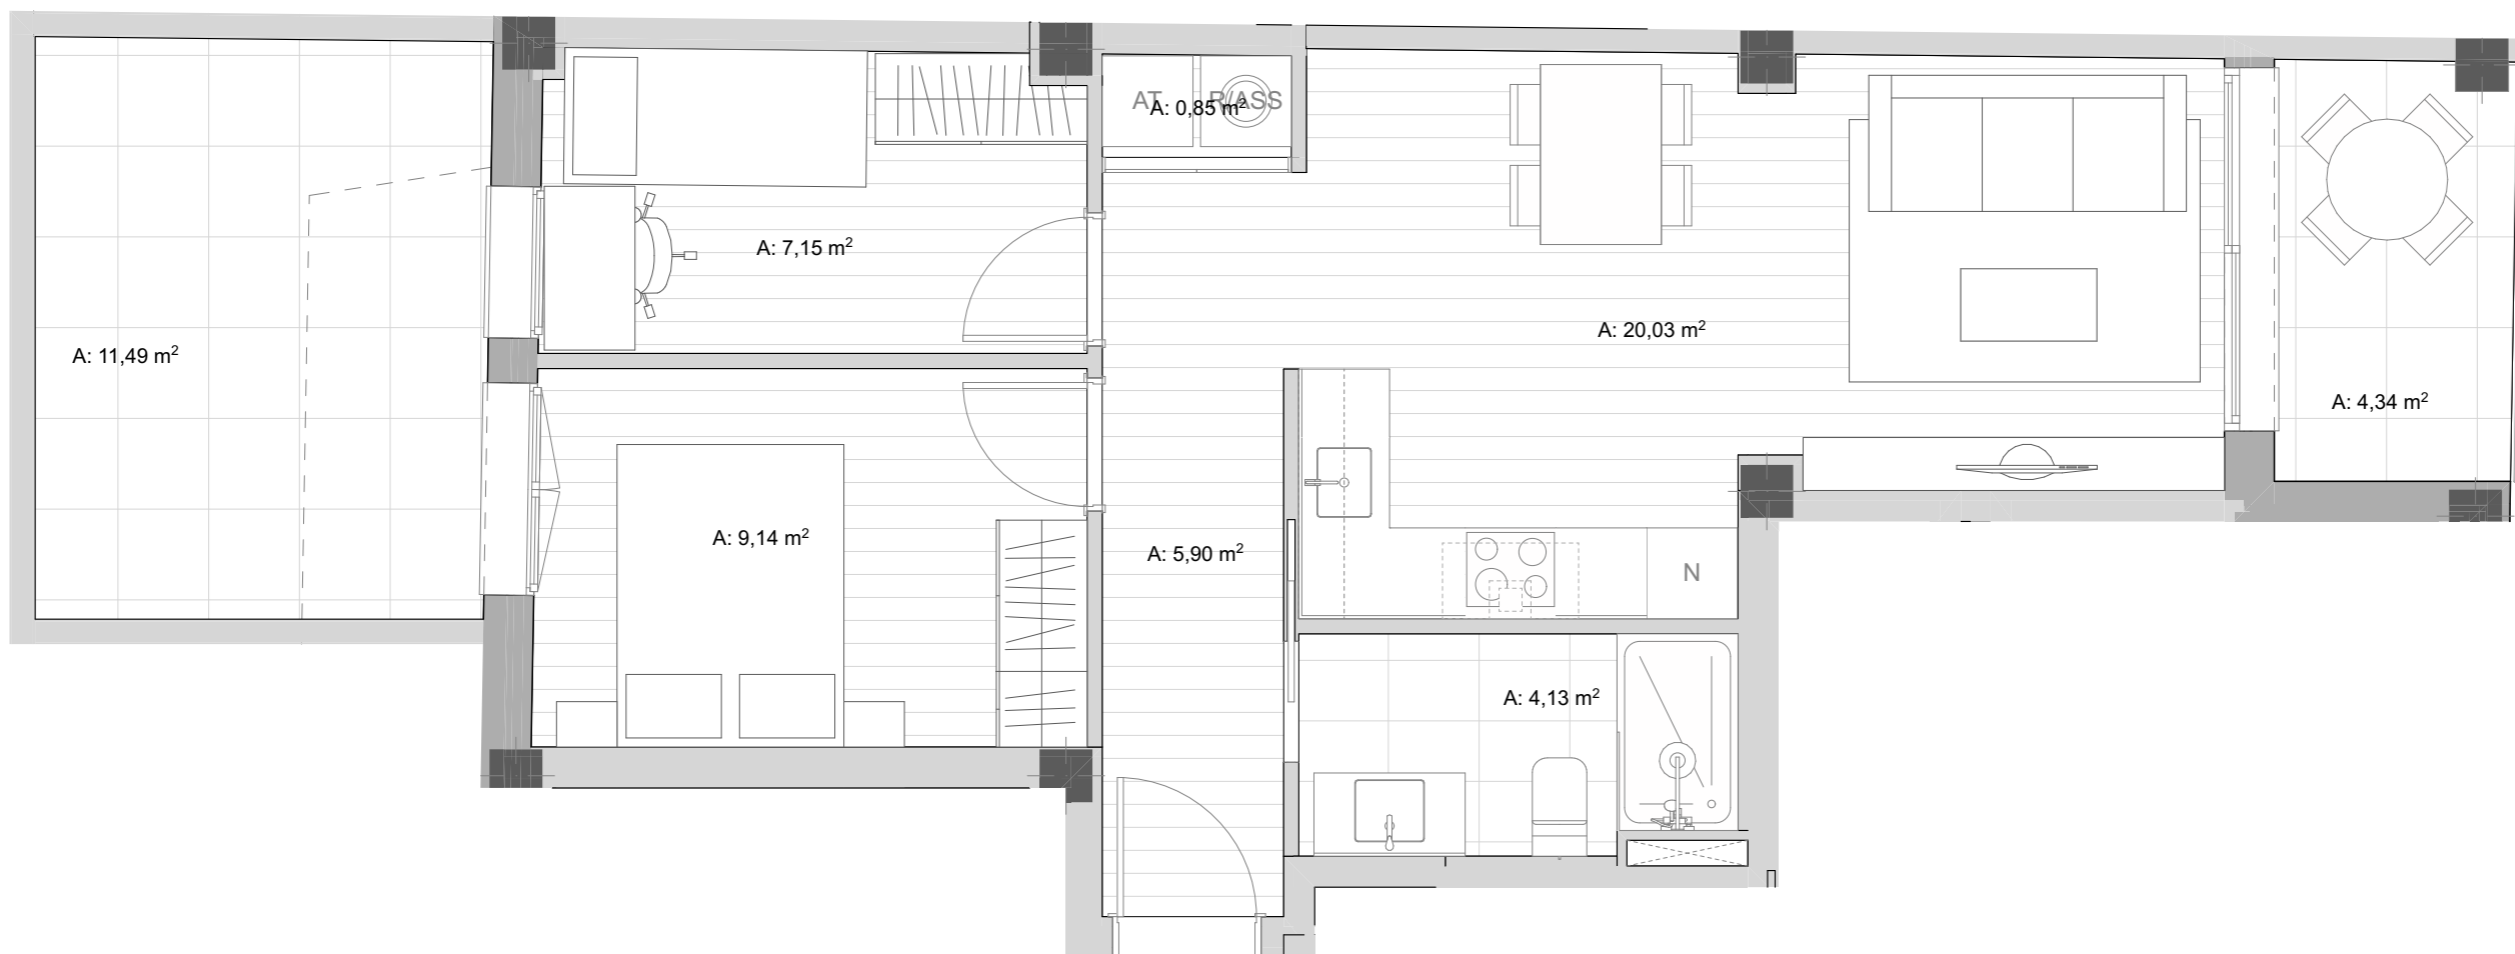 AT
R/ASS
A: 0,85 m²
A: 7,15 m²
A: 20,03 m²
A: 11,49 m²
A: 4,34 m²
A: 9,14 m²
A: 5,90 m²
N
A: 4,13 m²